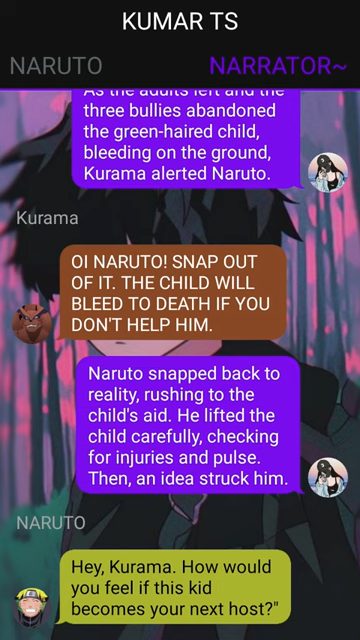 KUMAR TS
NARUTO
NARRATOR~
As the adults left and the
three bullies abandoned
the green-haired child,
bleeding on the ground,
Kurama alerted Naruto.
Kurama
OI NARUTO! SNAP OUT
OF IT. THE CHILD WILL
BLEED TO DEATH IF YOU
DON'T HELP HIM.
Naruto snapped back to
reality, rushing to the
child's aid. He lifted the
child carefully, checking
for injuries and pulse.
Then, an idea struck him.
NARUTO
Hey, Kurama. How would
you feel if this kid
becomes your next host?"